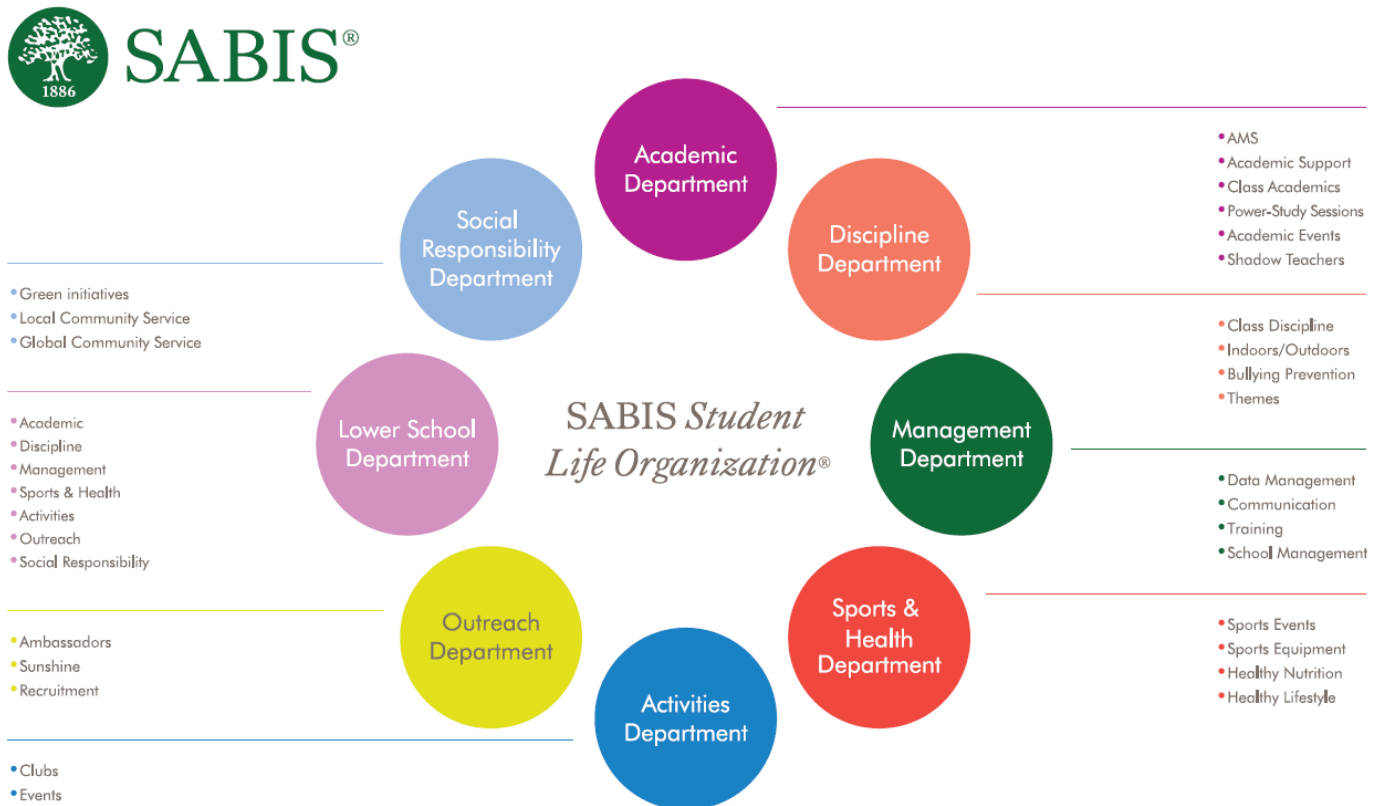 SABIS®
1886
Academic
Department
• AMS
• Academic Support
• Class Academics
• Power-Study Sessions
• Academic Events
• Shadow Teachers
Discipline
Department
• Class Discipline
• Indoors/Outdoors
• Bullying Prevention
• Themes
Management
Department
• Data Management
• Communication
• Training
• School Management
Sports &
Health
Department
• Sports Events
• Sports Equipment
• Healthy Nutrition
• Healthy Lifestyle
Activities
Department
• Clubs
• Events
Outreach
Department
• Ambassadors
• Sunshine
• Recruitment
Lower School
Department
• Academic
• Discipline
• Management
• Sports & Health
• Activities
• Outreach
• Social Responsibility
Social
Responsibility
Department
• Green initiatives
• Local Community Service
• Global Community Service
SABIS Student
Life Organization®